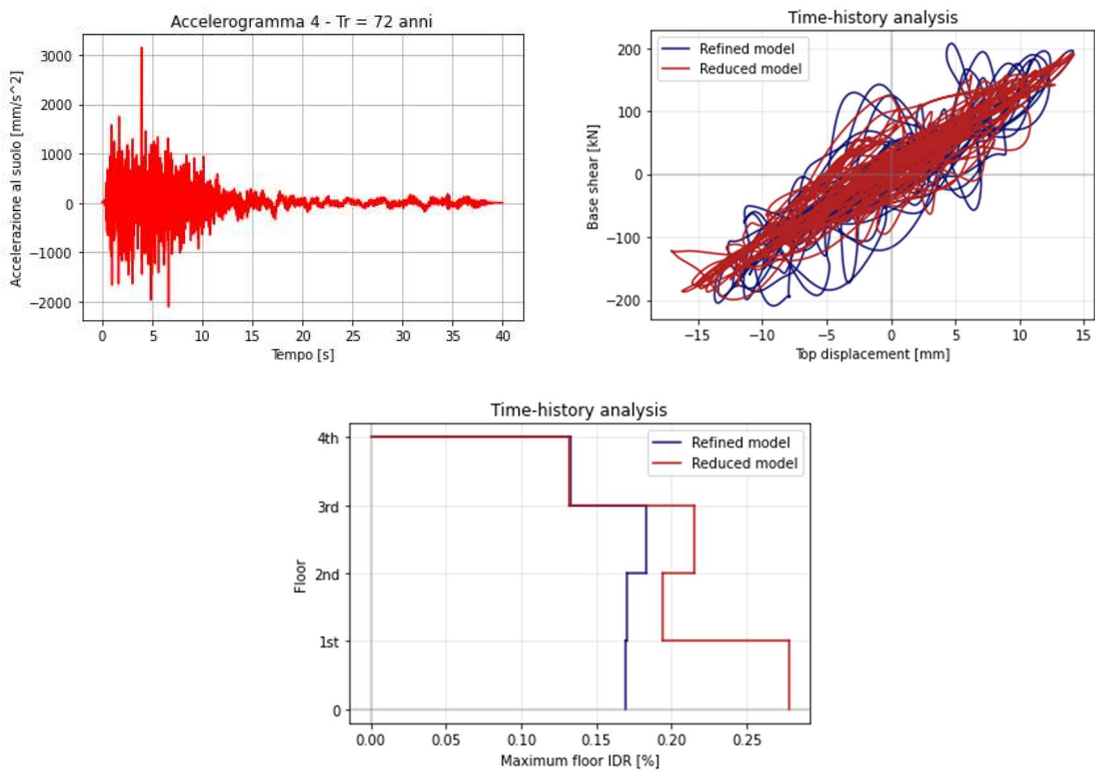 Accelerogramma 4 - Tr = 72 anni
Accelerazione al suolo [mm/s^2]
3000
2000
1000
0
−1000
−2000
0 5 10 15 20 25 30 35 40
Tempo [s]
Time-history analysis
Refined model
Reduced model
Base shear [kN]
200
100
0
−100
−200
−15 −10 −5 0 5 10 15
Top displacement [mm]
Time-history analysis
Refined model
Reduced model
Floor
4th
3rd
2nd
1st
0
0.00 0.05 0.10 0.15 0.20 0.25
Maximum floor IDR [%]